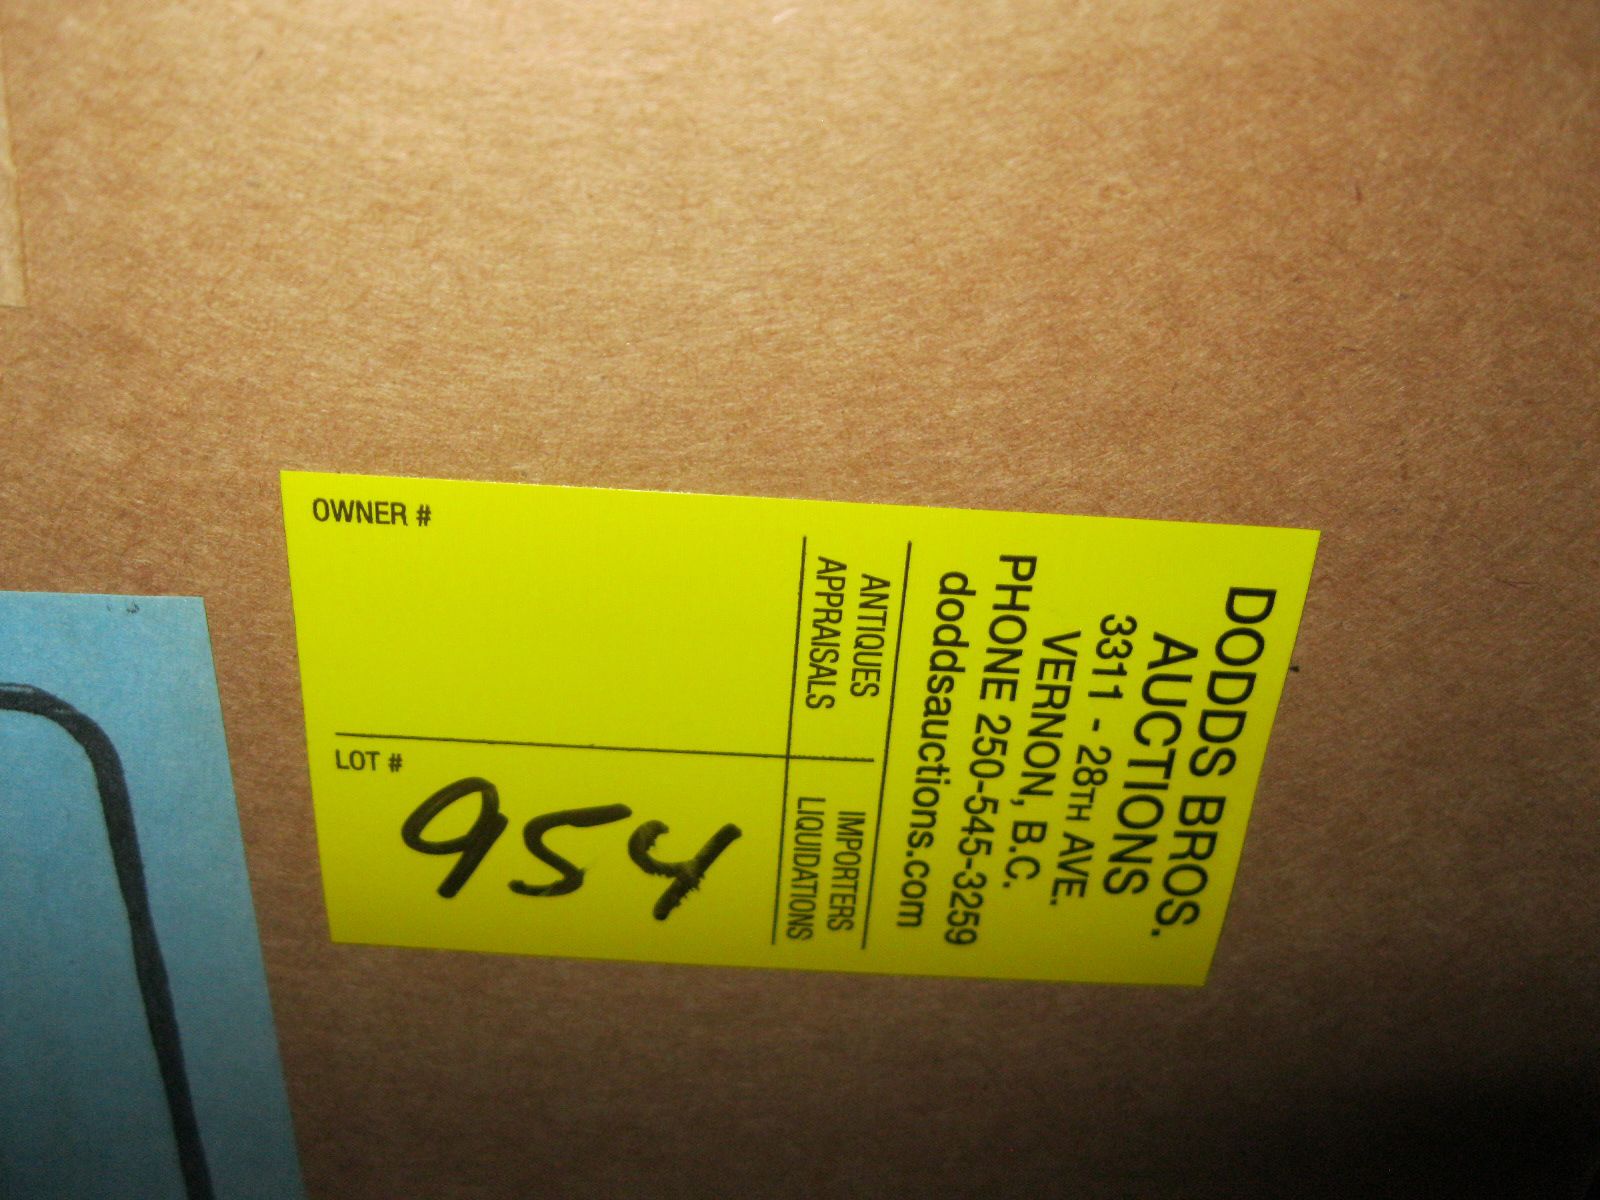 DODDS BROS.
AUCTIONS
3311 - 28TH AVE.
VERNON, B.C.
PHONE 250-545-3259
doddsauctions.com
ANTIQUES
APPRAISALS
IMPORTERS
LIQUIDATIONS
OWNER #
LOT #
954